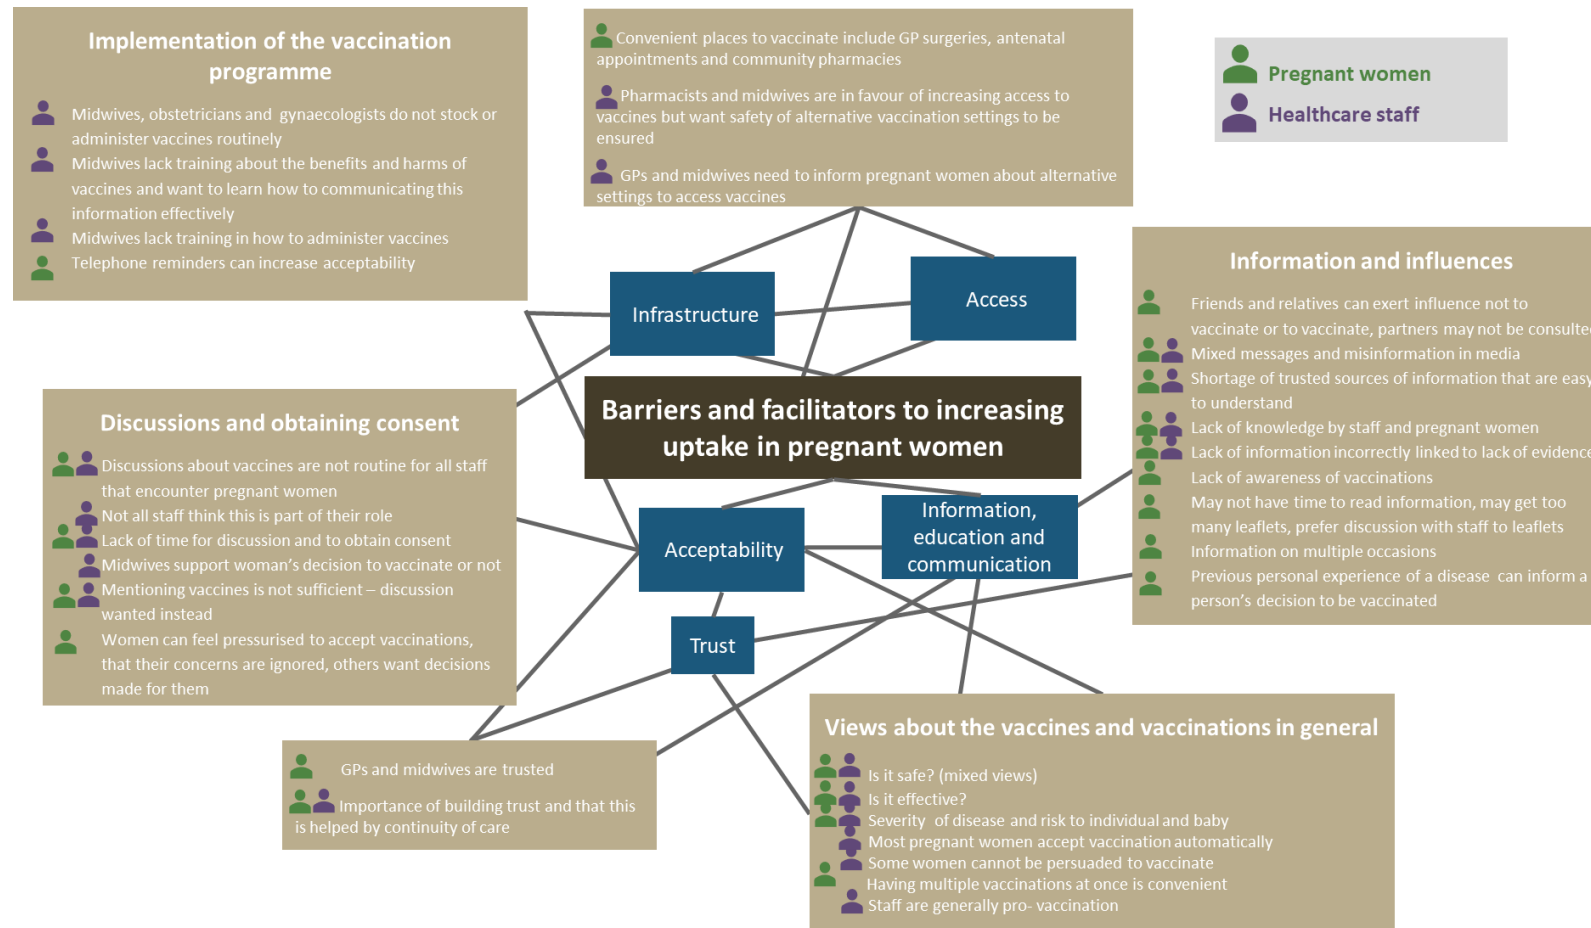 Implementation of the vaccination
programme
Midwives, obstetricians and gynaecologists do not stock or
administer vaccines routinely
Midwives lack training about the benefits and harms of
vaccines and want to learn how to communicating this
information effectively
Midwives lack training in how to administer vaccines
Telephone reminders can increase acceptability
Convenient places to vaccinate include GP surgeries, antenatal
appointments and community pharmacies
Pharmacists and midwives are in favour of increasing access to
vaccines but want safety of alternative vaccination settings to be
ensured
GPs and midwives need to inform pregnant women about alternative
settings to access vaccines
Pregnant women
Healthcare staff
Infrastructure
Access
Information and influences
Friends and relatives can exert influence not to
vaccinate or to vaccinate, partners may not be consulted
Mixed messages and misinformation in media
Shortage of trusted sources of information that are easy
to understand
Lack of knowledge by staff and pregnant women
Lack of information incorrectly linked to lack of evidence
Lack of awareness of vaccinations
May not have time to read information, may get too
many leaflets, prefer discussion with staff to leaflets
Information on multiple occasions
Previous personal experience of a disease can inform a
person's decision to be vaccinated
Barriers and facilitators to increasing
uptake in pregnant women
Discussions and obtaining consent
Discussions about vaccines are not routine for all staff
that encounter pregnant women
Not all staff think this is part of their role
Lack of time for discussion and to obtain consent
Midwives support woman's decision to vaccinate or not
Mentioning vaccines is not sufficient – discussion
wanted instead
Women can feel pressurised to accept vaccinations,
that their concerns are ignored, others want decisions
made for them
Acceptability
Information,
education and
communication
Trust
GPs and midwives are trusted
Importance of building trust and that this
is helped by continuity of care
Views about the vaccines and vaccinations in general
Is it safe? (mixed views)
Is it effective?
Severity of disease and risk to individual and baby
Most pregnant women accept vaccination automatically
Some women cannot be persuaded to vaccinate
Having multiple vaccinations at once is convenient
Staff are generally pro- vaccination